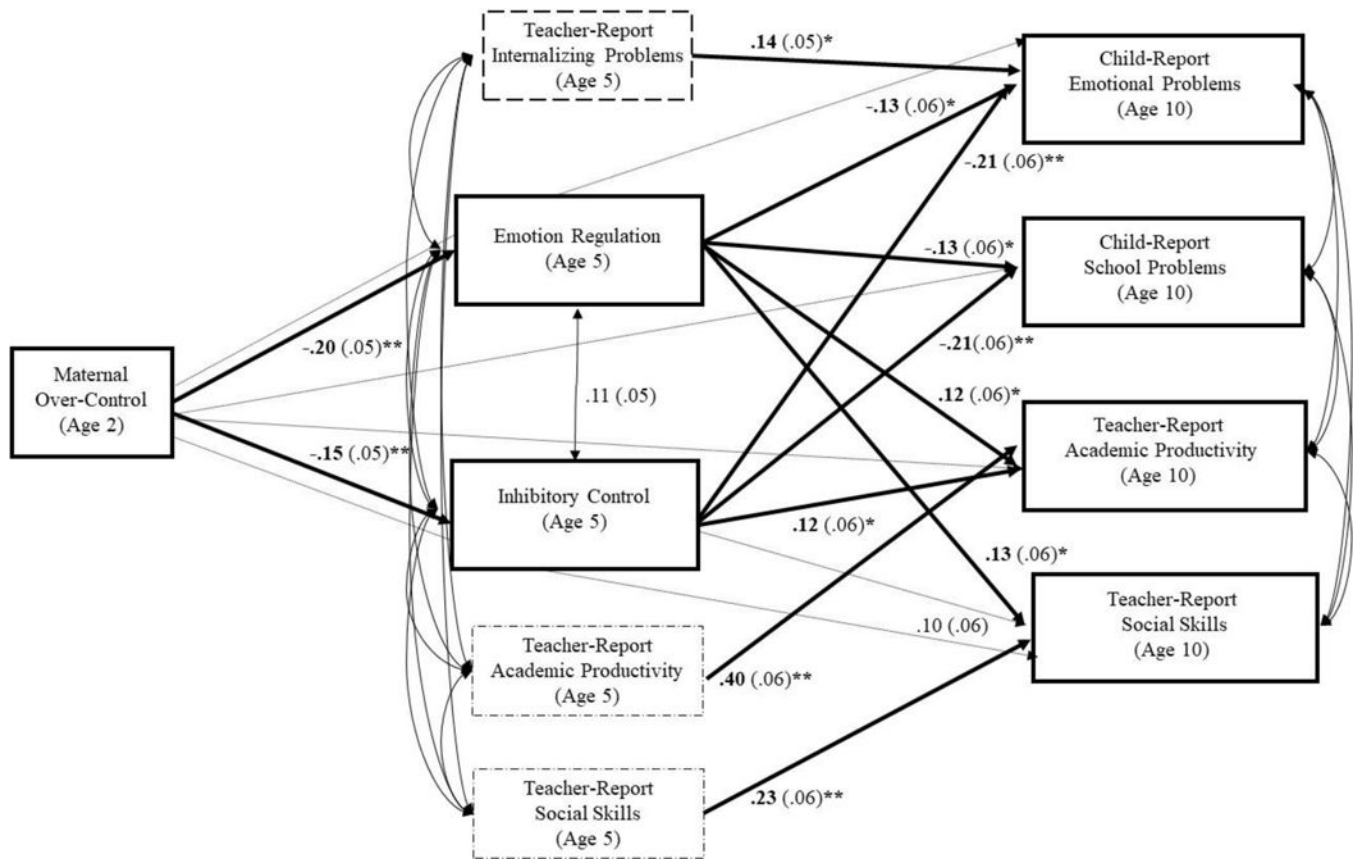 Teacher-Report
Internalizing Problems
(Age 5)
.14 (.05)*
Child-Report
Emotional Problems
(Age 10)
-.13 (.06)*
-.21 (.06)**
Emotion Regulation
(Age 5)
-.13 (.06)*
Child-Report
School Problems
(Age 10)
-.20 (.05)**
-.21(.06)**
Maternal
Over-Control
(Age 2)
.11 (.05)
.12 (.06)*
Teacher-Report
Academic Productivity
(Age 10)
-.15 (.05)**
Inhibitory Control
(Age 5)
.12 (.06)*
.13 (.06)*
Teacher-Report
Social Skills
(Age 10)
.10 (.06)
Teacher-Report
Academic Productivity
(Age 5)
.40 (.06)**
Teacher-Report
Social Skills
(Age 5)
.23 (.06)**